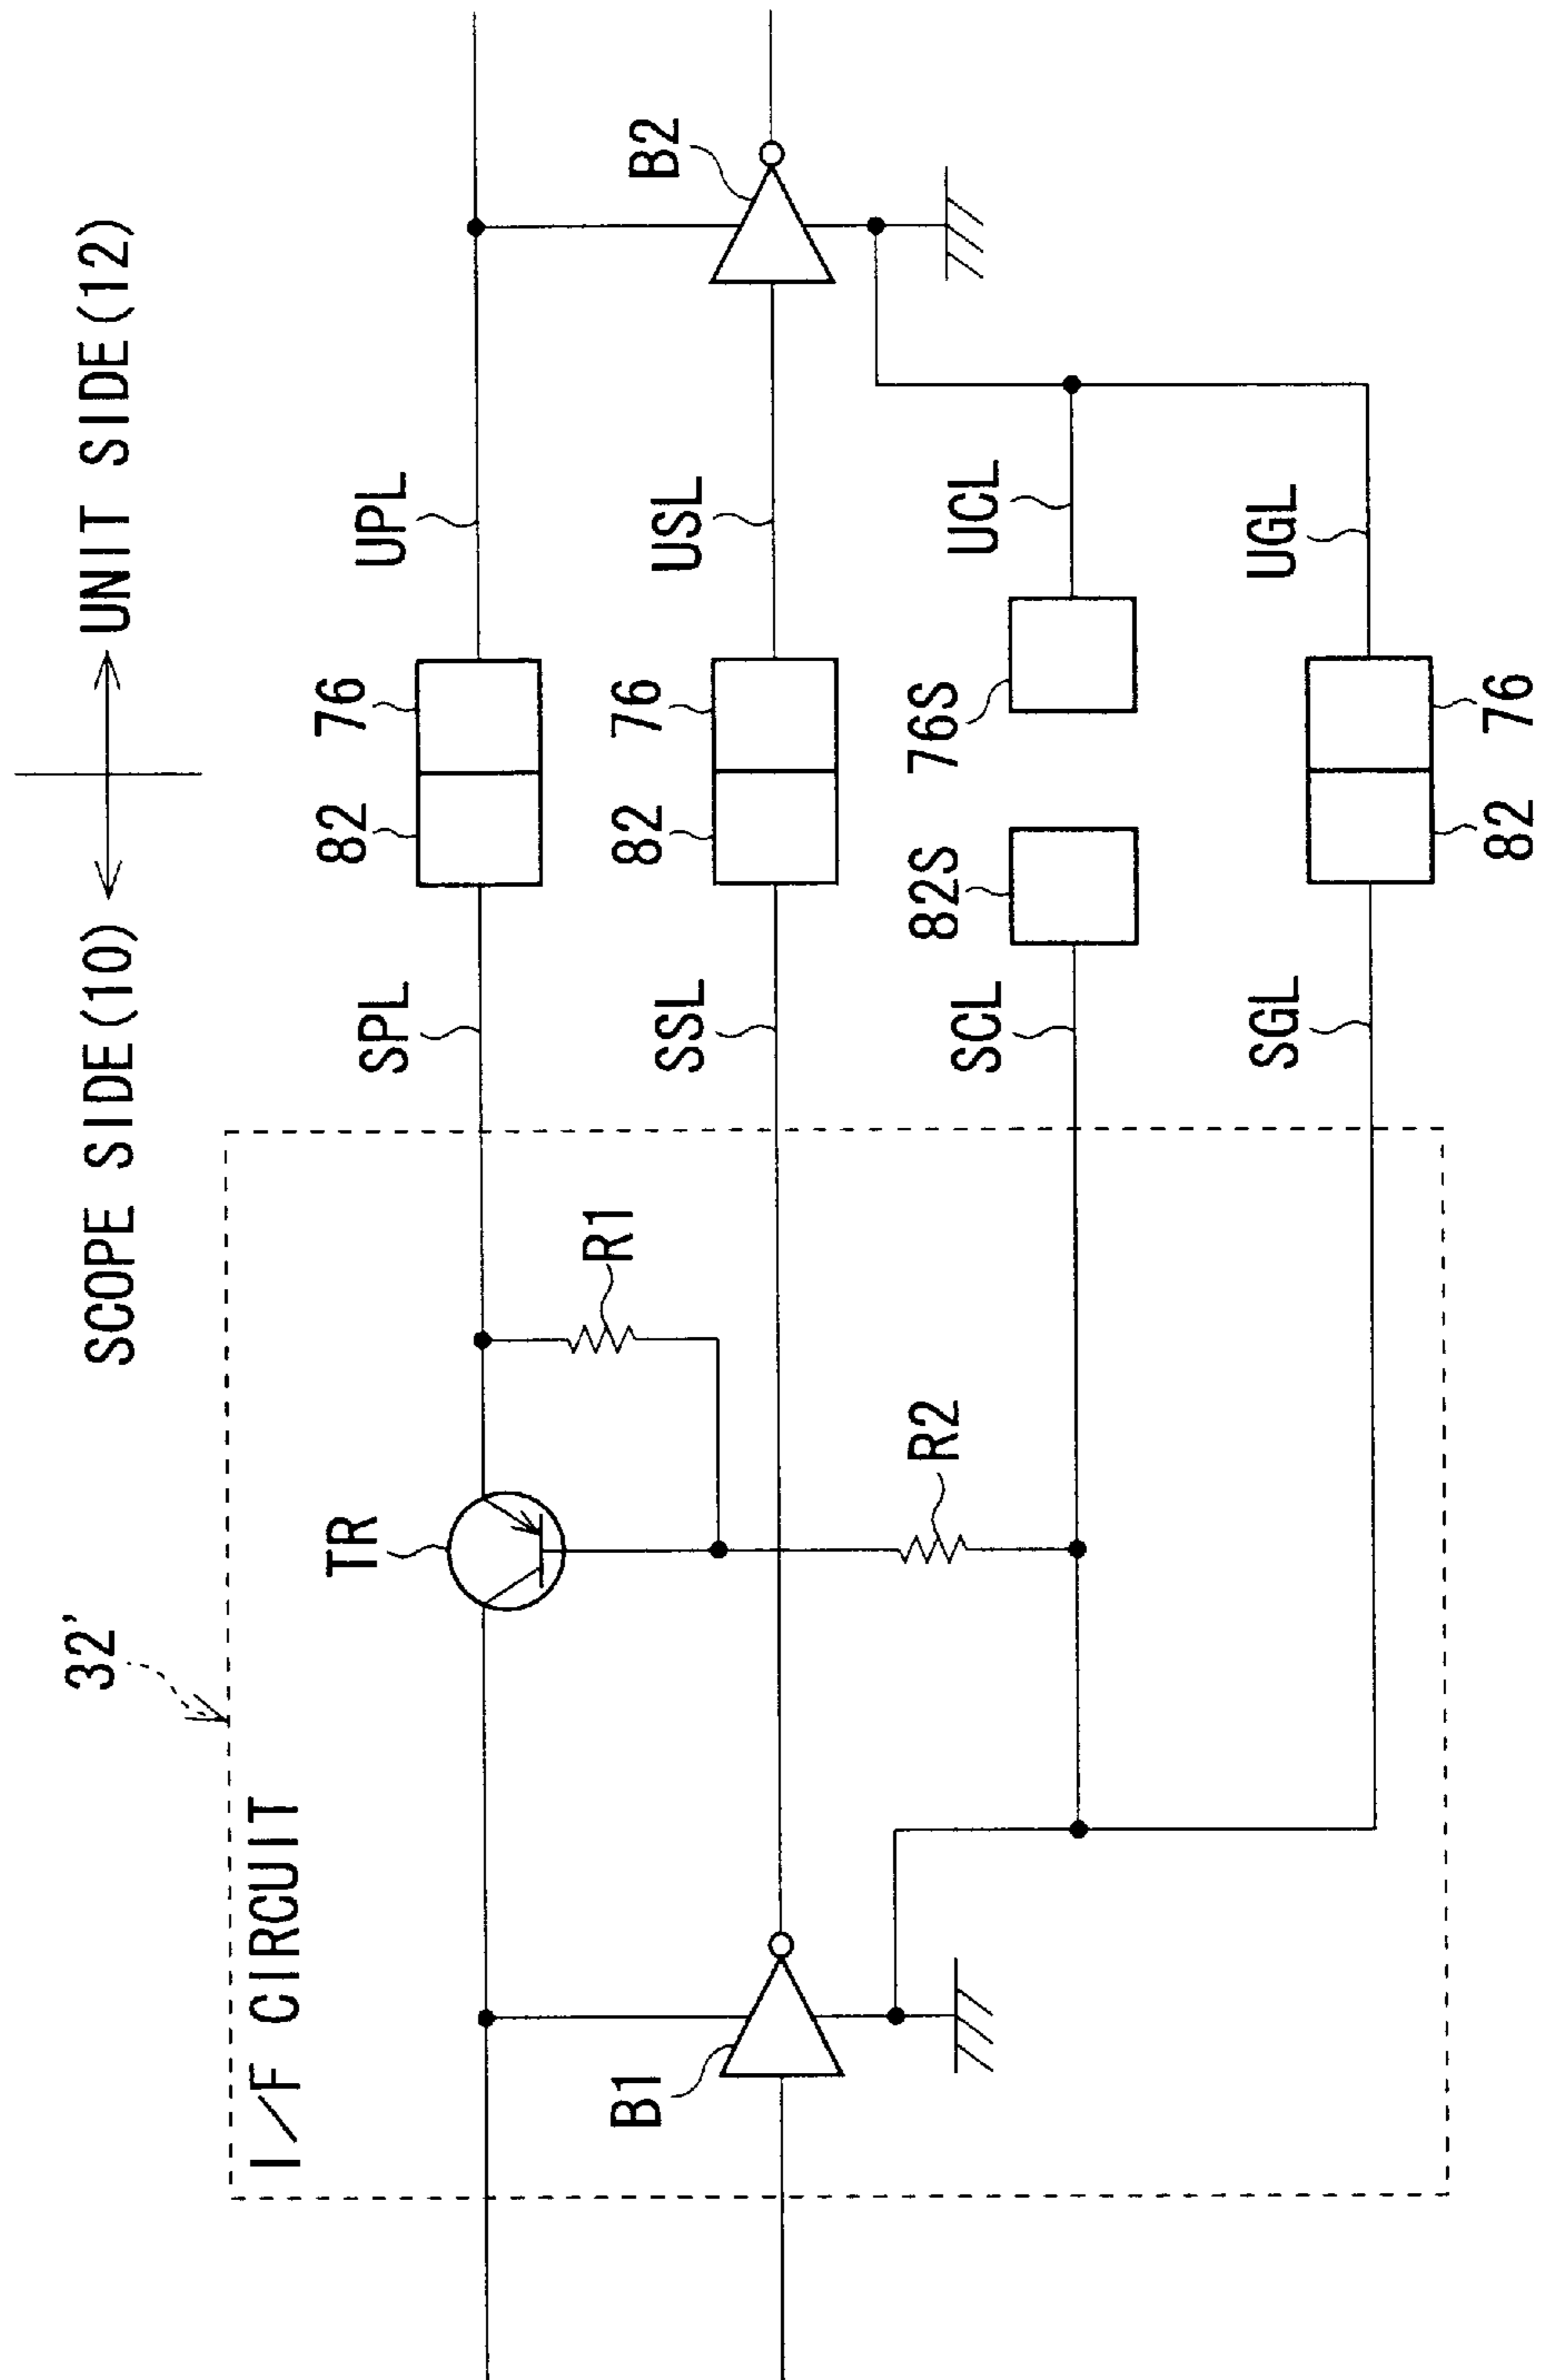 SCOPE SIDE(10)
UNIT SIDE(12)
32'
I/F CIRCUIT
TR
SPL
82
76
UPL
R1
B1
SSL
82
76
USL
B2
R2
SCL
82S
76S
UCL
SGL
82
76
UGL